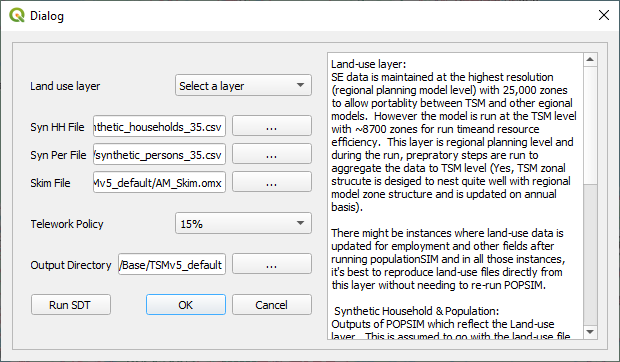 Dialog
Land use layer
Select a layer
Syn HH File
nthetic_households_35.csv
...
Syn Per File
/synthetic_persons_35.csv
...
Skim File
Mv5_default/AM_Skim.omx
...
Telework Policy
15%
Output Directory
/Base/TSMv5_default
...
Run SDT
OK
Cancel
Land-use layer:
SE data is maintained at the highest resolution
(regional planning model level) with 25,000 zones
to allow portablity between TSM and other egional
models.  However the model is run at the TSM level
with ~8700 zones for run timeand resource
efficiency.  This layer is regional planning level and
during the run, prepratory steps are run to
aggregate the data to TSM level (Yes, TSM zonal
strucute is desiged to nest quite well with regional
model zone structure and is updated on annual
basis).
There might be instances where land-use data is
updated for employment and other fields after
running populationSIM and in all those instances,
it's best to reproduce land-use files directly from
this layer without needing to re-run POPSIM.
Synthetic Household & Population:
Outputs of POPSIM which reflect the Land-use
layer.  This is assumed to go with the land-use file